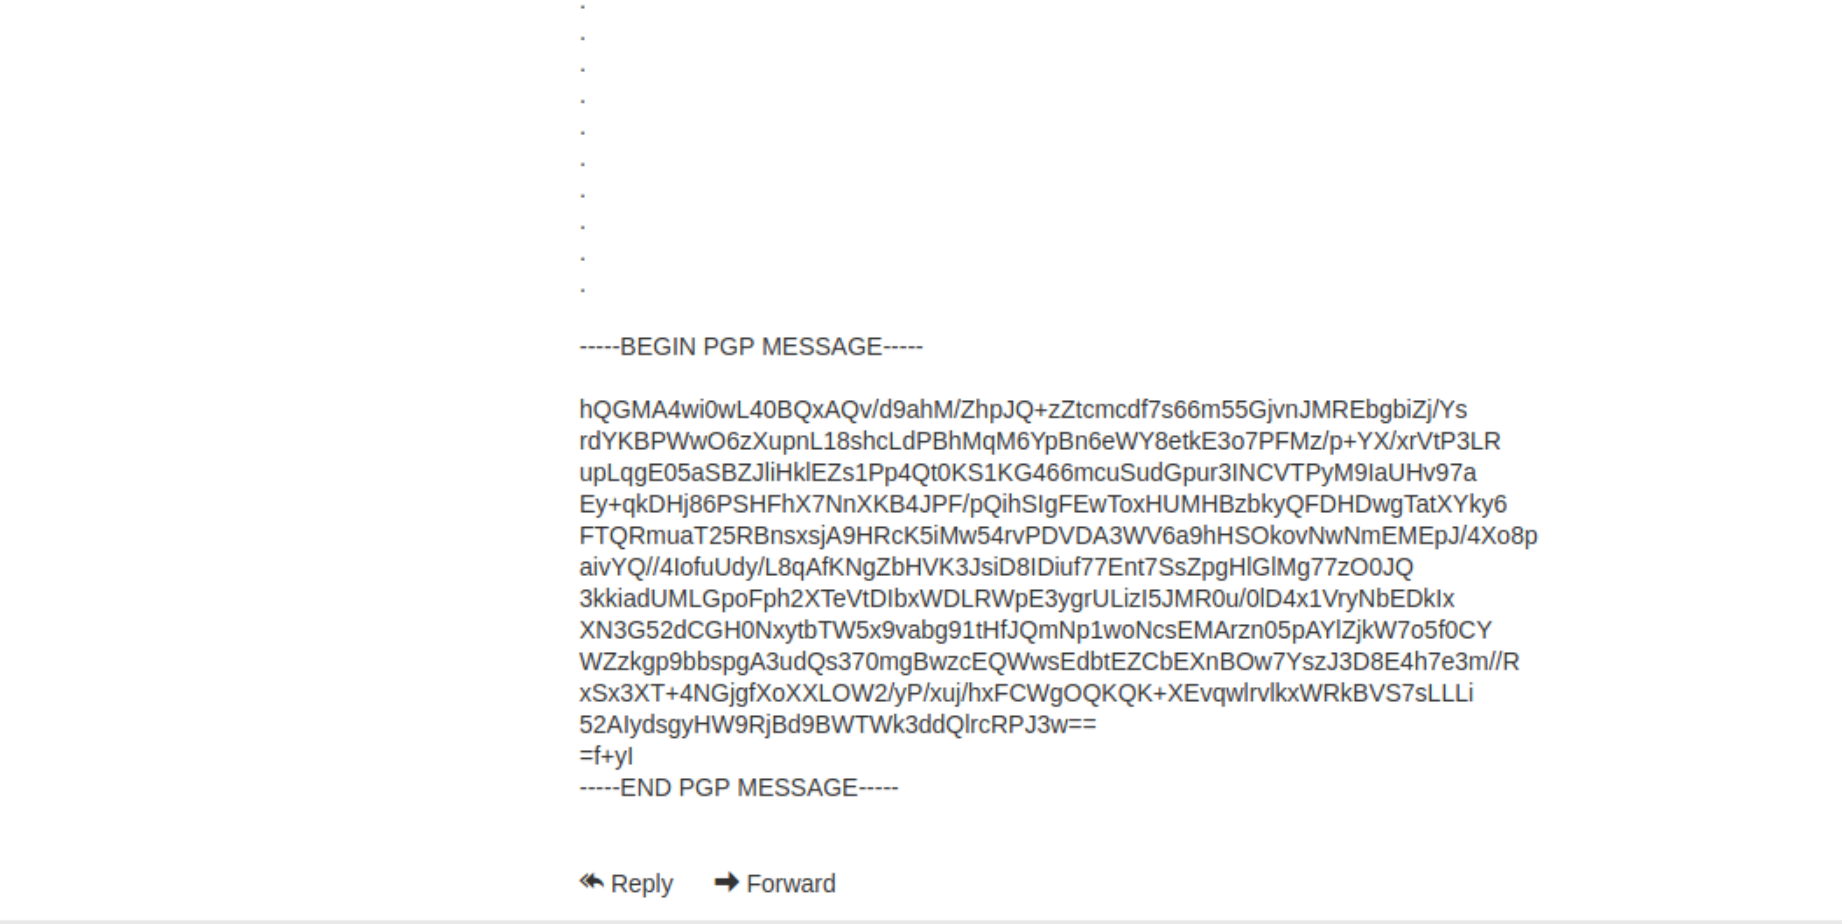 .
.
.
.
.
.
.
.
.
.
-----BEGIN PGP MESSAGE-----
hQGMA4wi0wL40BQxAQv/d9ahM/ZhpJQ+zZtcmcdf7s66m55GjvnJMREbgbiZj/Ys
rdYKBPWwO6zXupnL18shcLdPBhMqM6YpBn6eWY8etkE3o7PFMz/p+YX/xrVtP3LR
upLqgE05aSBZJliHklEZs1Pp4Qt0KS1KG466mcuSudGpur3INCVTPyM9IaUHv97a
Ey+qkDHj86PSHFhX7NnXKB4JPF/pQihSIgFEwToxHUMHBzbkyQFDHDwgTatXYky6
FTQRmuaT25RBnsxsjA9HRcK5iMw54rvPDVDA3WV6a9hHSOkovNwNmEMEpJ/4Xo8p
aivYQ//4IofuUdy/L8qAfKNgZbHVK3JsiD8IDiuf77Ent7SsZpgHlGlMg77zO0JQ
3kkiadUMLGpoFph2XTeVtDIbxWDLRWpE3ygrULizI5JMR0u/0lD4x1VryNbEDkIx
XN3G52dCGH0NxytbTW5x9vabg91tHfJQmNp1woNcsEMArzn05pAYlZjkW7o5f0CY
WZzkgp9bbspgA3udQs370mgBwzcEQWwsEdbtEZCbEXnBOw7YszJ3D8E4h7e3m//R
xSx3XT+4NGjgfXoXXLOW2/yP/xuj/hxFCWgOQKQK+XEvqwlrvlkxWRkBVS7sLLLi
52AIydsgyHW9RjBd9BWTWk3ddQlrcRPJ3w==
=f+yI
-----END PGP MESSAGE-----
Reply Forward